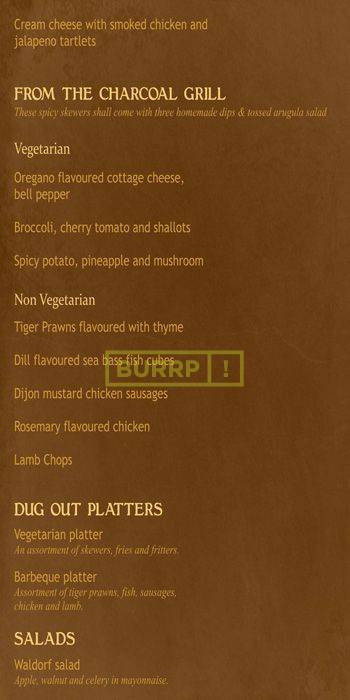 Cream cheese with smoked chicken and
jalapeno tartlets
FROM THE CHARCOAL GRILL
These spicy skewers shall come with three homemade dips & tossed arugula salad
Vegetarian
Oregano flavoured cottage cheese,
bell pepper
Broccoli, cherry tomato and shallots
Spicy potato, pineapple and mushroom
Non Vegetarian
Tiger Prawns flavoured with thyme
Dill flavoured sea bass fish cubes
BURRP !
Dijon mustard chicken sausages
Rosemary flavoured chicken
Lamb Chops
DUG OUT PLATTERS
Vegetarian platter
An assortment of skewers, fries and fritters.
Barbeque platter
Assortment of tiger prawns, fish, sausages,
chicken and lamb.
SALADS
Waldorf salad
Apple, walnut and celery in mayonnaise.